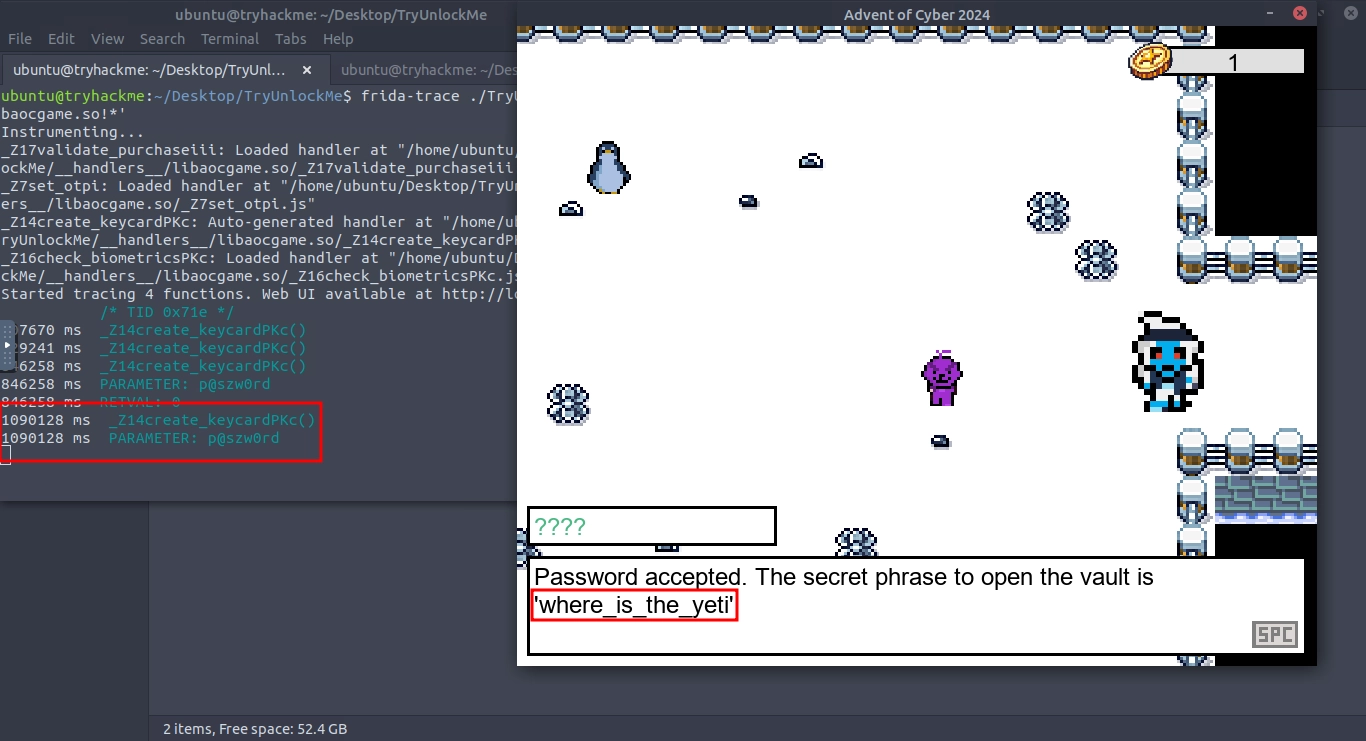 ubuntu@tryhackme: ~/Desktop/TryUnlockMe
File Edit View Search Terminal Tabs Help
ubuntu@tryhackme: ~/Desktop/TryUnl... ×
ubuntu@tryhackme: ~/Des
ubuntu@tryhackme:~/Desktop/TryUnlockMe$ frida-trace ./TryU
baocgame.so!*'
Instrumenting...
_Z17validate_purchaseiii: Loaded handler at "/home/ubuntu/
ockMe/__handlers__/libaocgame.so/_Z17validate_purchaseiii
_Z7set_otpi: Loaded handler at "/home/ubuntu/Desktop/TryUn
ers__/libaocgame.so/_Z7set_otpi.js"
_Z14create_keycardPKc: Auto-generated handler at "/home/ub
ryUnlockMe/__handlers__/libaocgame.so/_Z14create_keycardPK
_Z16check_biometricsPKc: Loaded handler at "/home/ubuntu/D
ckMe/__handlers__/libaocgame.so/_Z16check_biometricsPKc.js
Started tracing 4 functions. Web UI available at http://lo
/* TID 0x71e */
7670 ms _Z14create_keycardPKc()
9241 ms _Z14create_keycardPKc()
6258 ms _Z14create_keycardPKc()
846258 ms PARAMETER: p@szw0rd
846258 ms RETVAL: 0
1090128 ms _Z14create_keycardPKc()
1090128 ms PARAMETER: p@szw0rd
2 items, Free space: 52.4 GB
Advent of Cyber 2024
1
????
Password accepted. The secret phrase to open the vault is
'where_is_the_yeti'
SPC